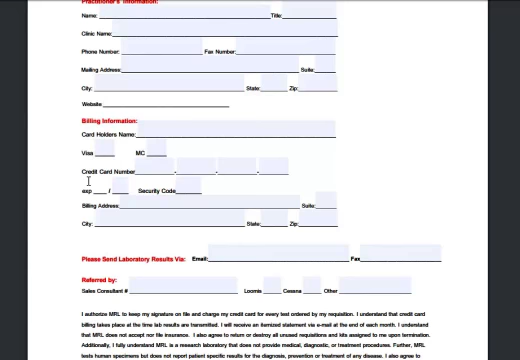 Practitioner's Information:
Name: Title:
Clinic Name:
Phone Number: Fax Number:
Mailing Address: Suite:
City: State: Zip:
Website
Billing Information:
Card Holders Name:
Visa MC
Credit Card Number - - -
exp / Security Code
Billing Address: Suite:
City: State: Zip:
Please Send Laboratory Results Via: Email: Fax
Referred by:
Sales Consultant # Loomis Cessna Other
I authorize MRL to keep my signature on file and charge my credit card for every test ordered by my requisition. I understand that credit card
billing takes place at the time lab results are transmitted. I will receive an itemized statement via e-mail at the end of each month. I understand
that MRL does not accept nor file insurance. I also agree to return or destroy all unused requisitions and kits assigned to me upon termination.
Additionally, I fully understand MRL is a research laboratory that does not provide medical, diagnostic, or treatment procedures. Further, MRL
tests human specimens but does not report patient specific results for the diagnosis, prevention or treatment of any disease. I also agree to